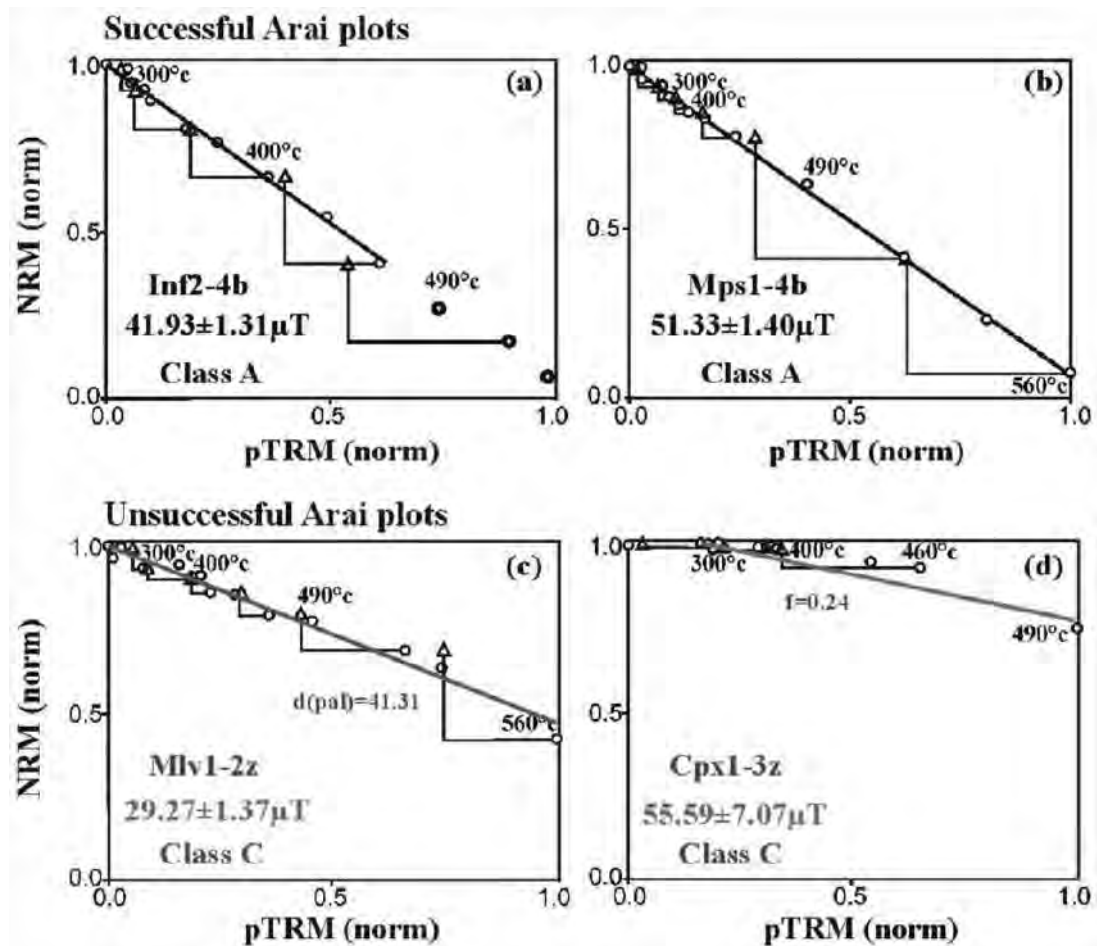 Successful Arai plots
NRM (norm)
1.0
0.5
0.0
300°c
400°c
490°c
(a)
Inf2-4b
41.93±1.31µT
Class A
0.0
0.5
1.0
pTRM (norm)
1.0
0.5
0.0
300°c
400°c
490°c
560°c
(b)
Mps1-4b
51.33±1.40µT
Class A
0.0
0.5
1.0
pTRM (norm)
Unsuccessful Arai plots
NRM (norm)
1.0
0.5
0.0
300°c
400°c
490°c
560°c
(c)
d(pal)=41.31
Mlv1-2z
29.27±1.37µT
Class C
0.0
0.5
1.0
pTRM (norm)
1.0
0.5
0.0
300°c
400°c
460°c
490°c
(d)
f=0.24
Cpx1-3z
55.59±7.07µT
Class C
0.0
0.5
1.0
pTRM (norm)